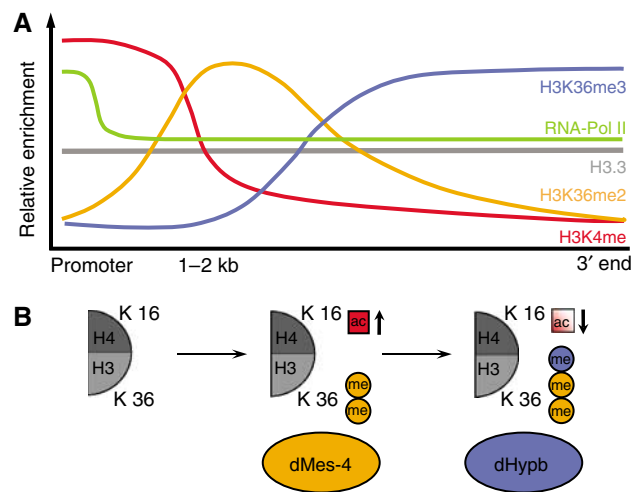 A
Relative enrichment
H3K36me3
RNA-Pol II
H3.3
H3K36me2
H3K4me
Promoter 1–2 kb 3′ end
B
K 16 K 16 ac K 16 ac
H4 H4 H4
H3 H3 H3
me
K 36 K 36 me K 36 me
me me
dMes-4 dHypb